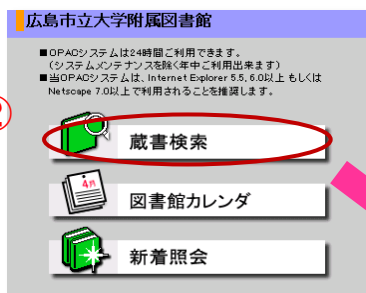 広島市立大学附属図書館
■OPACシステムは24時間ご利用できます。
（システムメンテナンスを除く年中ご利用出来ます）
■当OPACシステムは、Internet Explorer 5.5, 6.0以上 もしくは
Netscape 7.0以上で利用されることを推奨します。
蔵書検索
4月
図書館カレンダ
新着照会